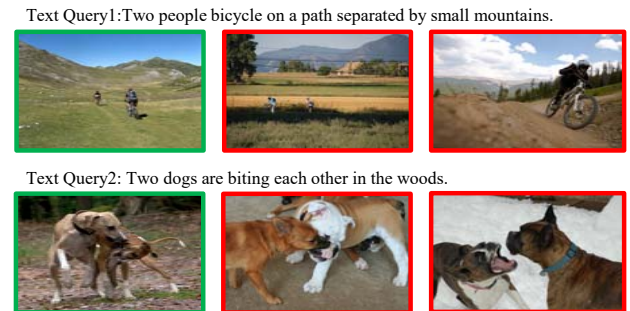 Text Query1:Two people bicycle on a path separated by small mountains.
Text Query2: Two dogs are biting each other in the woods.